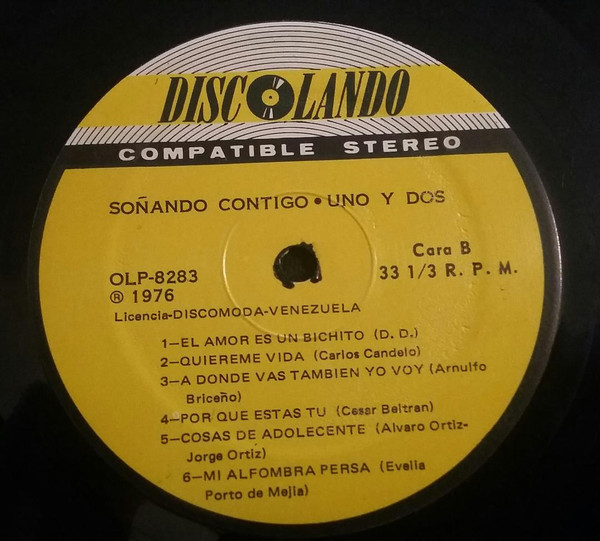 DISCOLANDO
COMPATIBLE STEREO
SOÑANDO CONTIGO • UNO Y DOS
Cara B
OLP-8283
33 1/3 R. P. M.
℗ 1976
Licencia-DISCOMODA-VENEZUELA
1—EL AMOR ES UN BICHITO (D. D.)
2—QUIEREME VIDA (Carlos Candelo)
3—A DONDE VAS TAMBIEN YO VOY (Arnulfo
Briceño)
4—POR QUE ESTAS TU (Cesar Beltran)
5—COSAS DE ADOLECENTE (Alvaro Ortiz-
Jorge Ortiz)
6—MI ALFOMBRA PERSA (Evelia
Porto de Mejia)